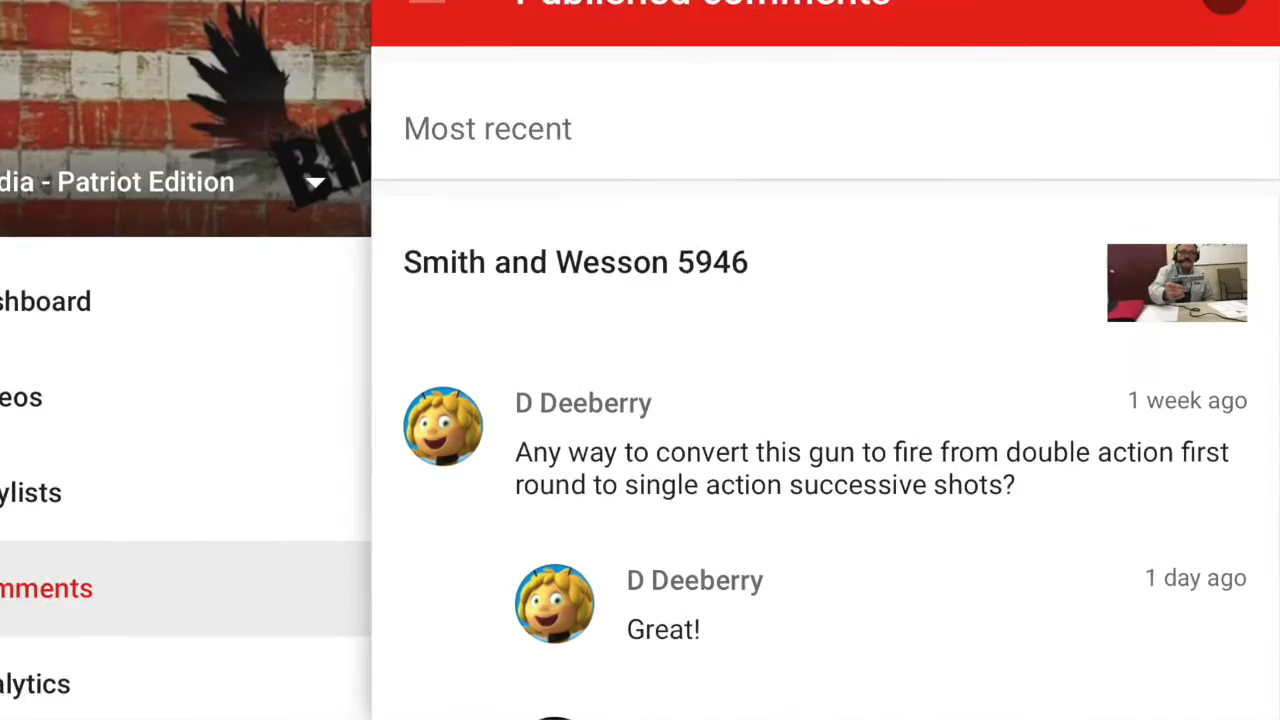 Published comments
dia - Patriot Edition
Most recent
Smith and Wesson 5946
shboard
eos
ylists
mments
alytics
D Deeberry
1 week ago
Any way to convert this gun to fire from double action first
round to single action successive shots?
D Deeberry
1 day ago
Great!